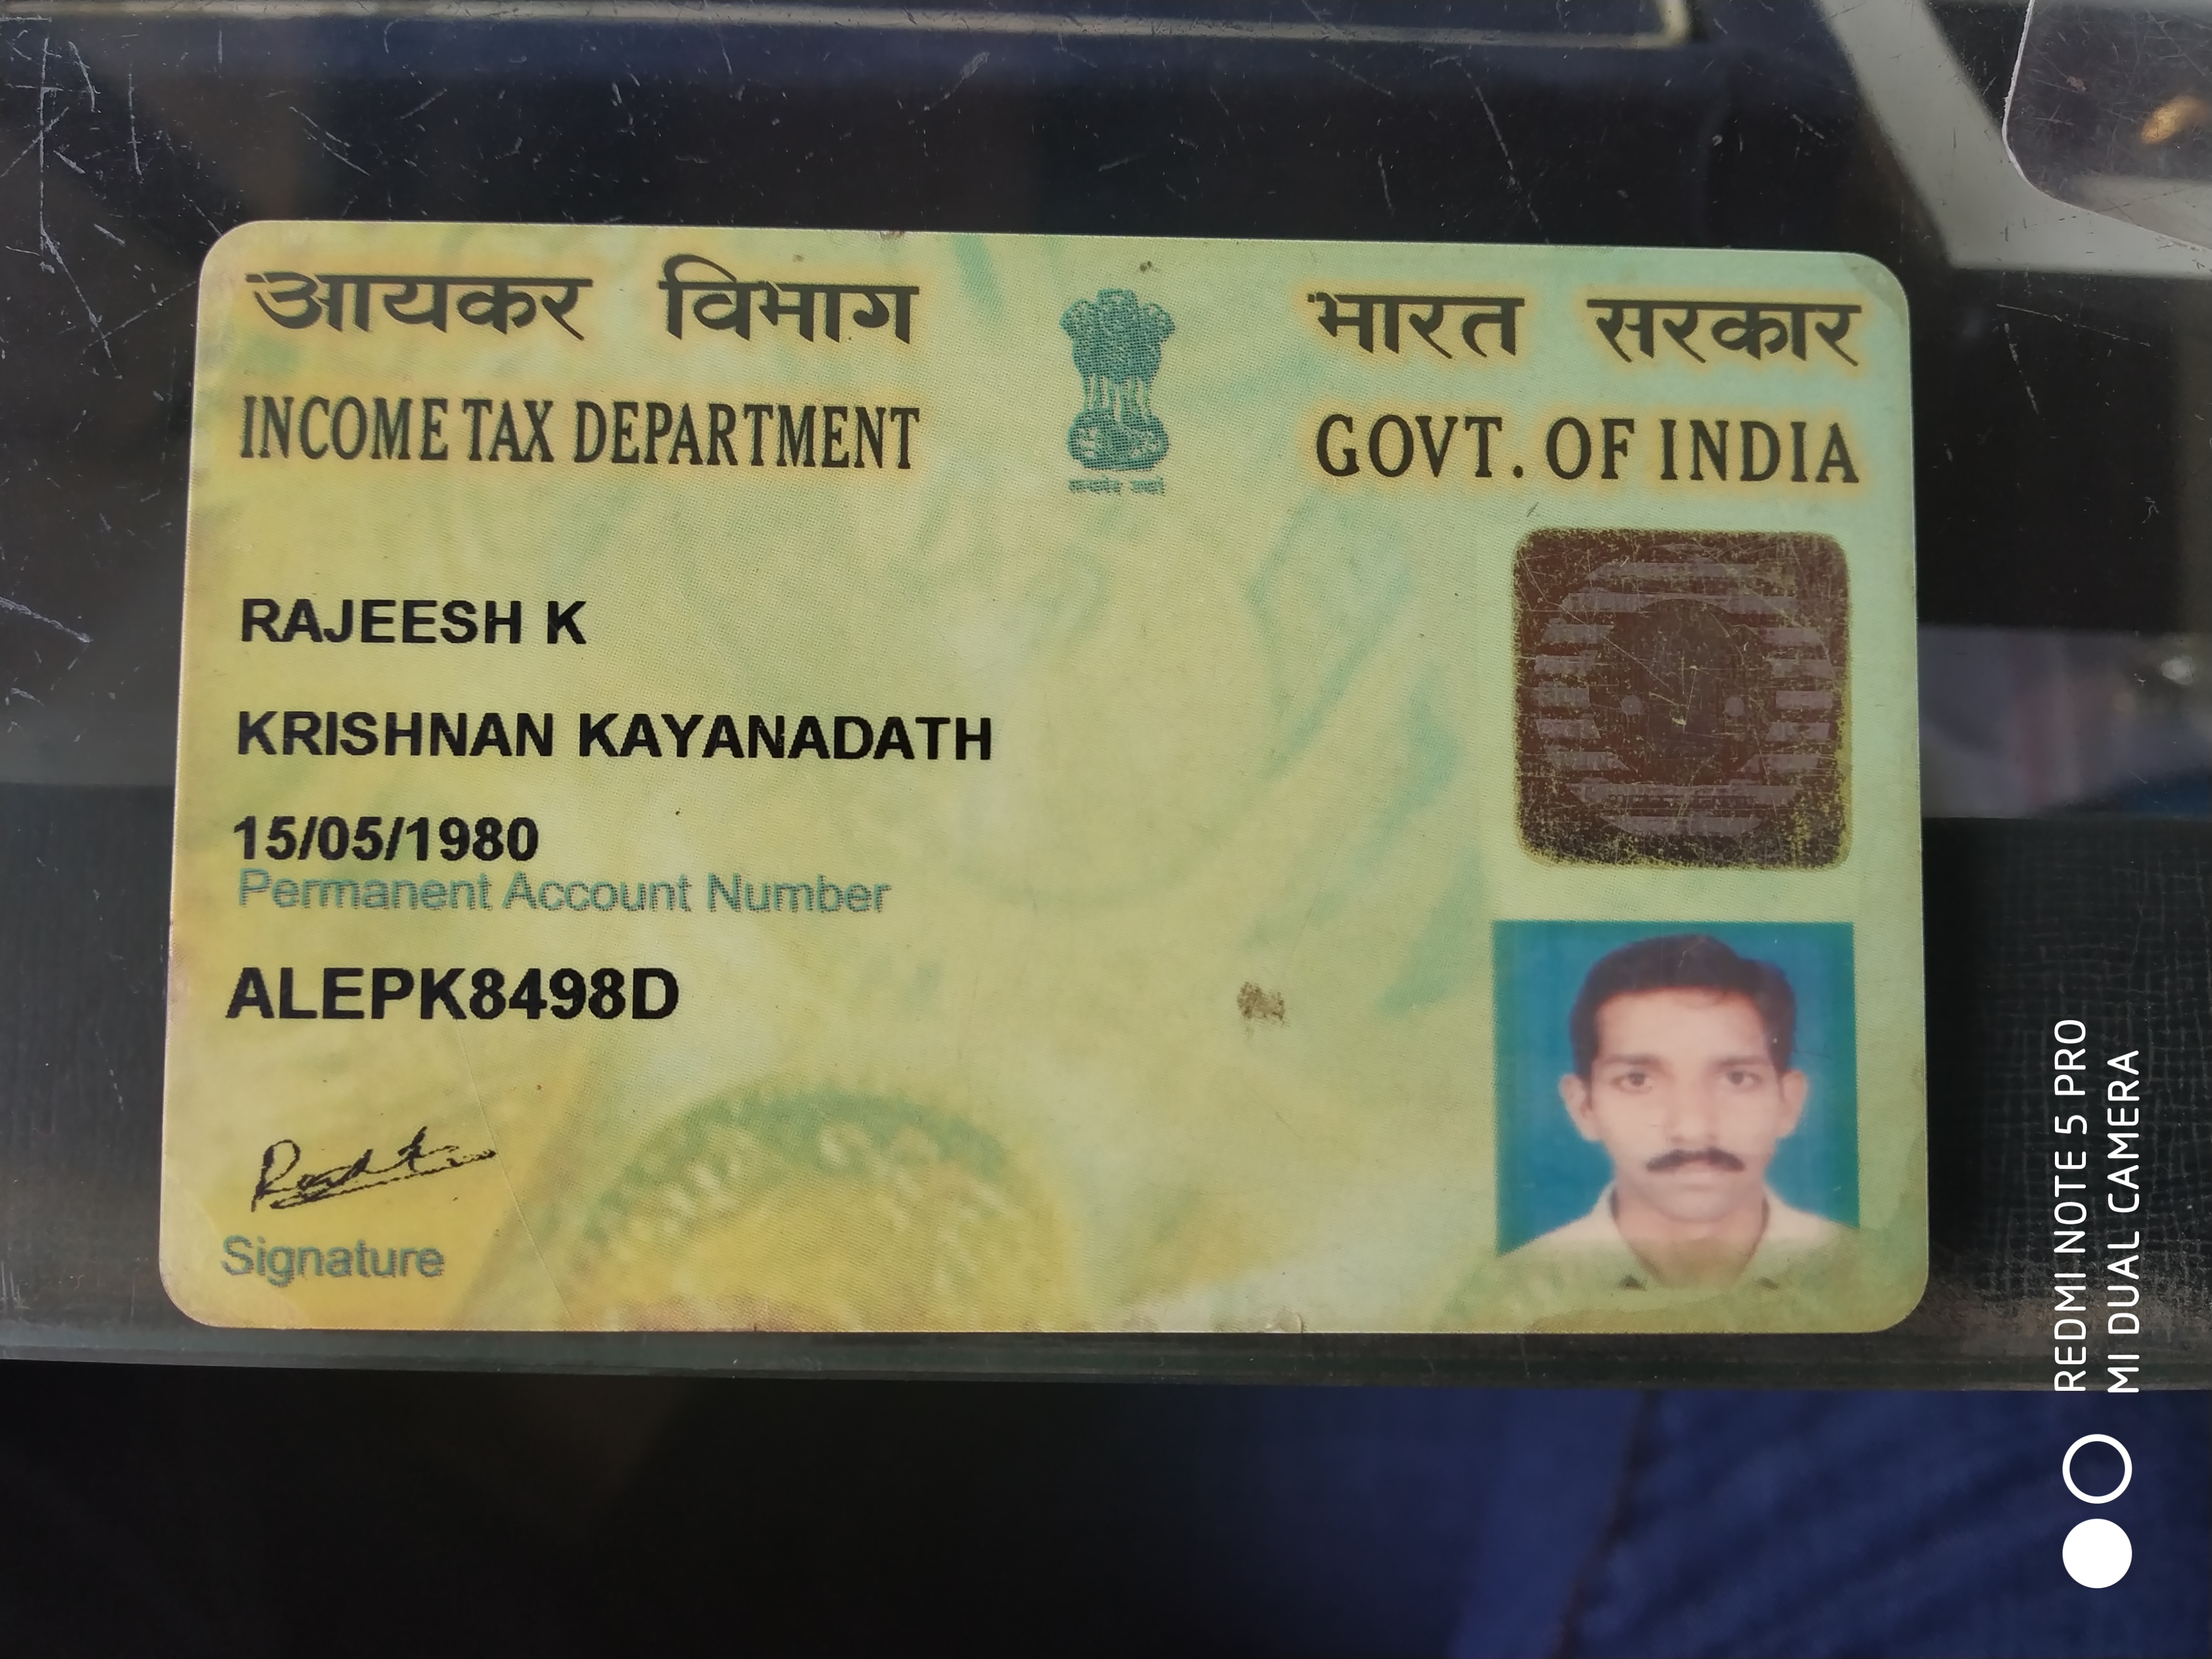 आयकर विभाग
INCOME TAX DEPARTMENT
भारत सरकार
GOVT. OF INDIA
RAJEESH K
KRISHNAN KAYANADATH
15/05/1980
Permanent Account Number
ALEPK8498D
Signature
REDMI NOTE 5 PRO
MI DUAL CAMERA